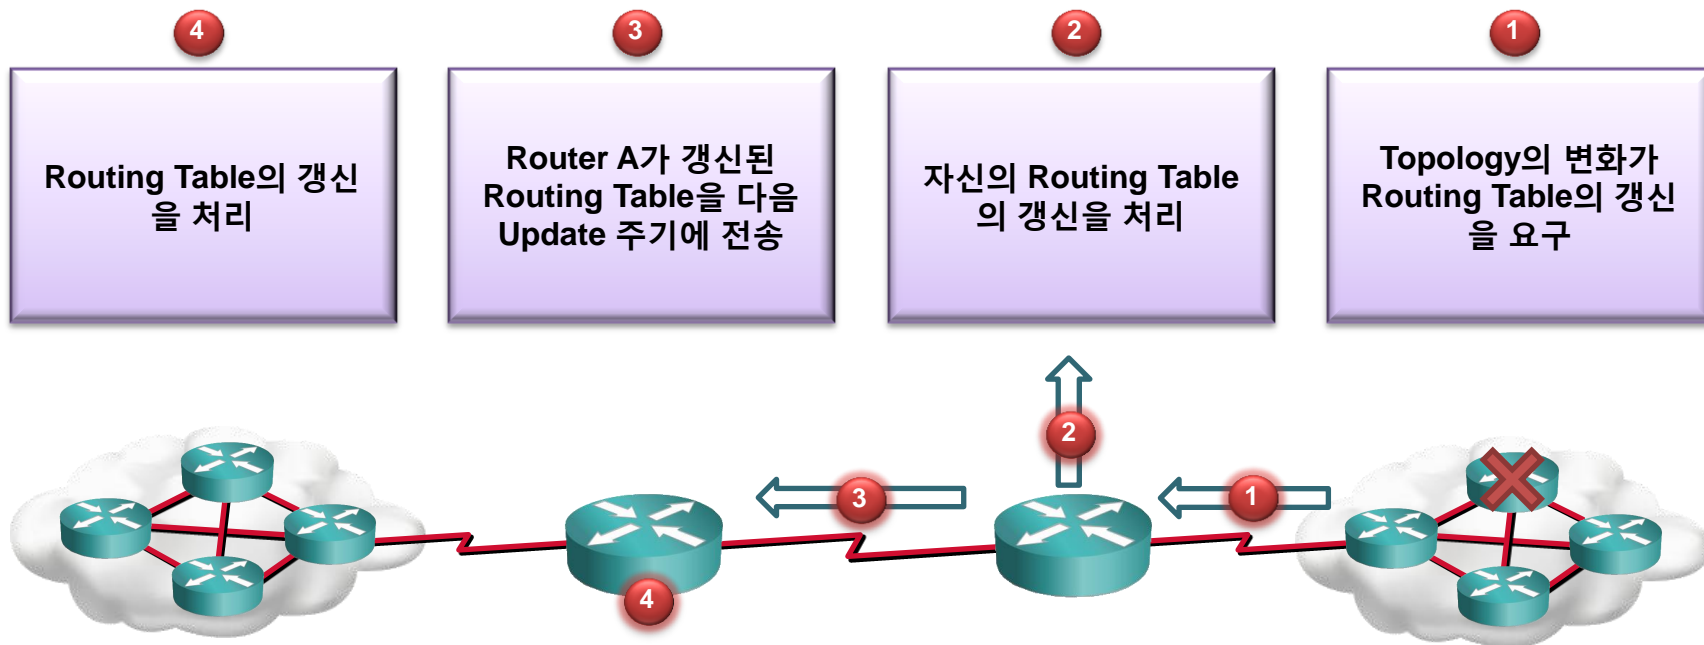 4
3
2
1
Routing Table의 갱신
을 처리
Router A가 갱신된
Routing Table을 다음
Update 주기에 전송
자신의 Routing Table
의 갱신을 처리
Topology의 변화가
Routing Table의 갱신
을 요구
2
3
1
4